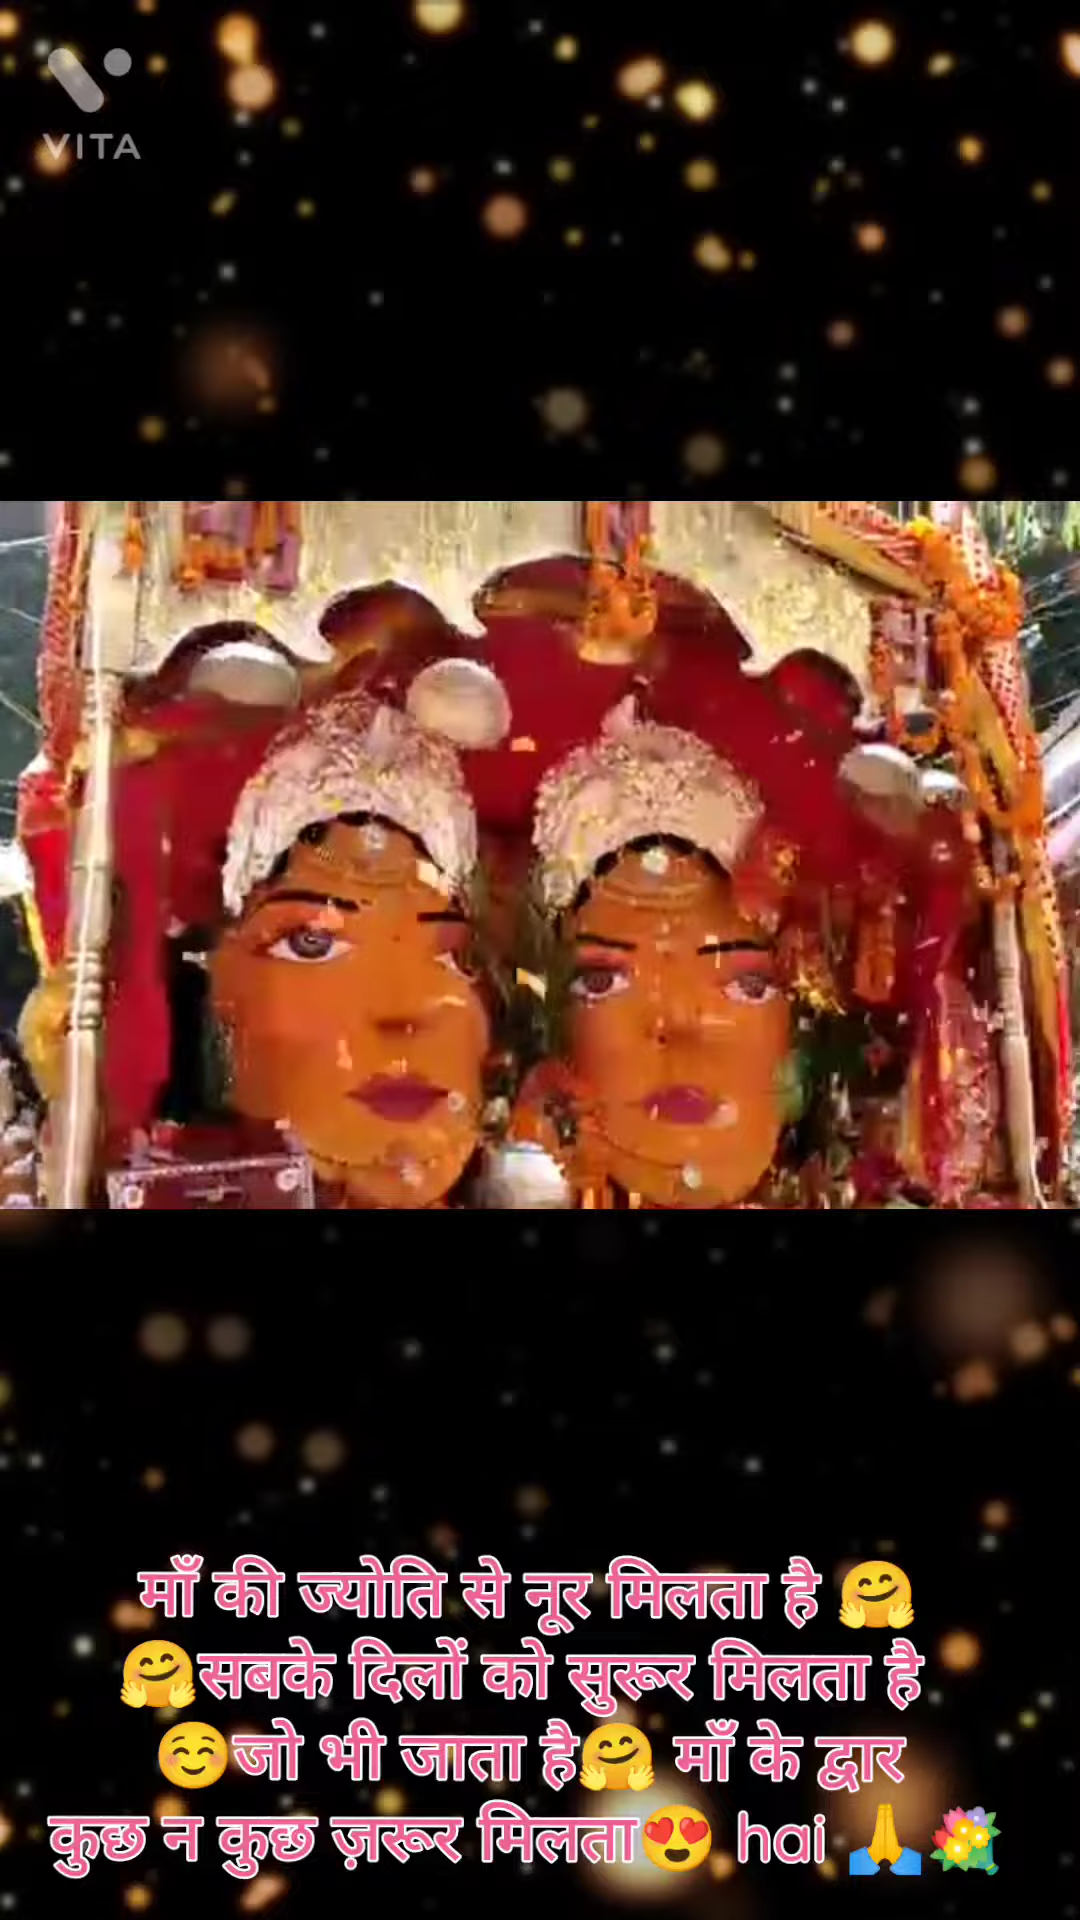 VITA
माँ की ज्योति से नूर मिलता है 🤗
🤗सबके दिलों को सुरूर मिलता है
☺️जो भी जाता है🤗 माँ के द्वार
कुछ न कुछ ज़रूर मिलता😍 hai 🙏💐